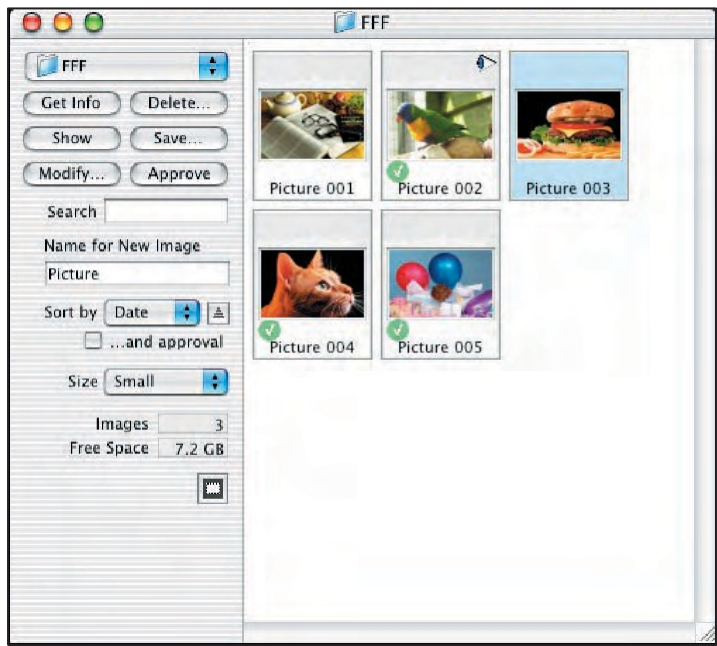 FFF
FFF
Get Info Delete...
Show Save...
Modify... Approve
Search
Name for New Image
Picture
Sort by Date
...and approval
Size Small
Images 3
Free Space 7.2 GB
Picture 001 Picture 002 Picture 003
Picture 004 Picture 005